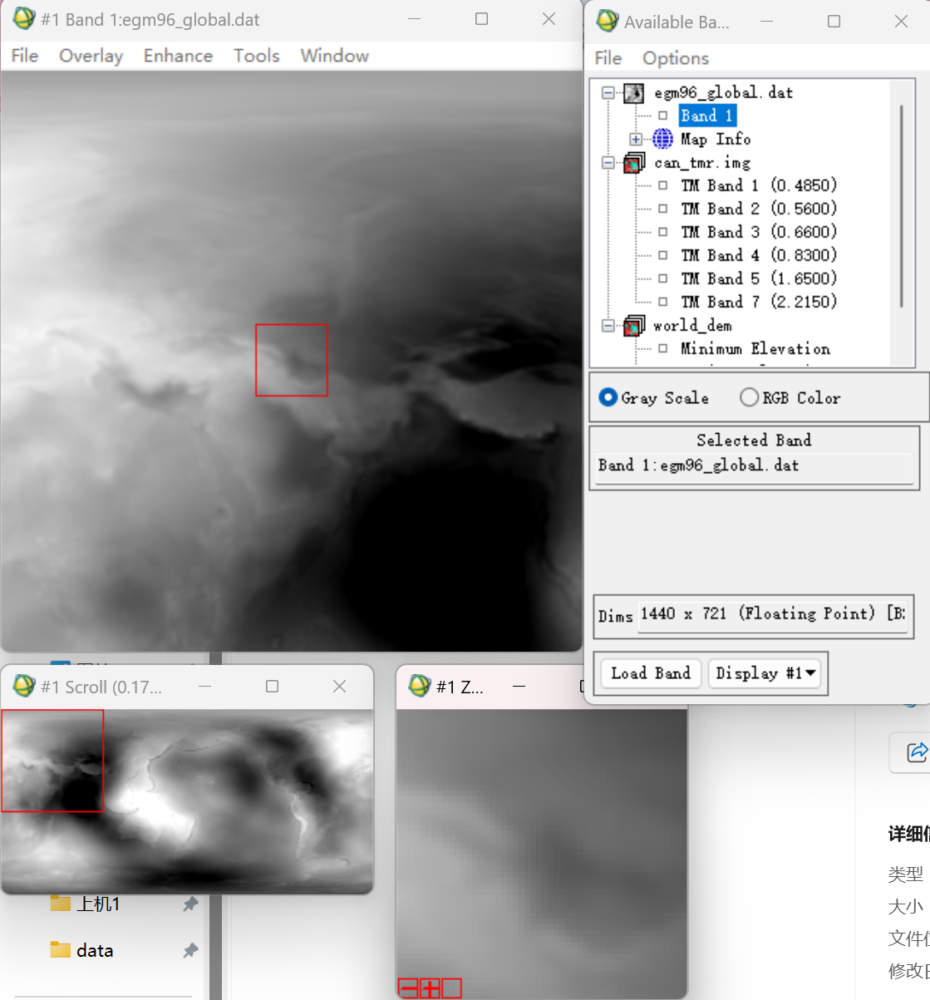 #1 Band 1:egm96_global.dat
File Overlay Enhance Tools Window
Available Ba...
File Options
egm96_global.dat
Band 1
Map Info
can_tmr.img
TM Band 1 (0.4850)
TM Band 2 (0.5600)
TM Band 3 (0.6600)
TM Band 4 (0.8300)
TM Band 5 (1.6500)
TM Band 7 (2.2150)
world_dem
Minimum Elevation
Gray Scale RGB Color
Selected Band
Band 1:egm96_global.dat
Dims 1440 x 721 (Floating Point) [B
Load Band Display #1
#1 Scroll (0.17...
#1 Z...
上机1
data
详细
类型
大小
文件
修改